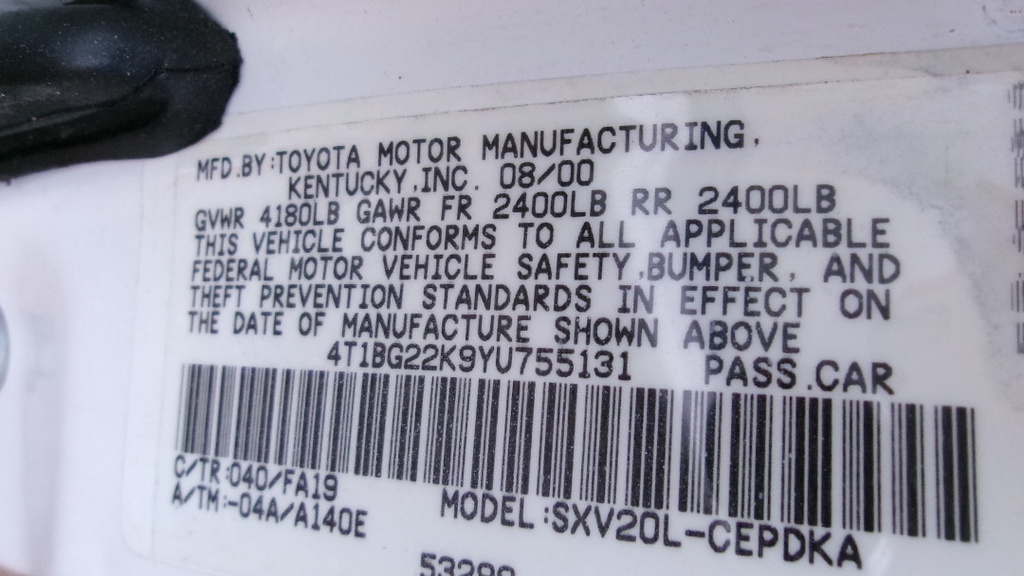 MFD.BY:TOYOTA MOTOR MANUFACTURING,
KENTUCKY,INC. 08/00
GVWR 4180LB GAWR FR 2400LB RR 2400LB
THIS VEHICLE CONFORMS TO ALL APPLICABLE
FEDERAL MOTOR VEHICLE SAFETY,BUMPER, AND
THEFT PREVENTION STANDARDS IN EFFECT ON
THE DATE OF MANUFACTURE SHOWN ABOVE
4T1BG22K9YU755131 PASS.CAR
C/TR:040/FA19
A/TM:-04A/A140E
MODEL:SXV20L-CEPDKA